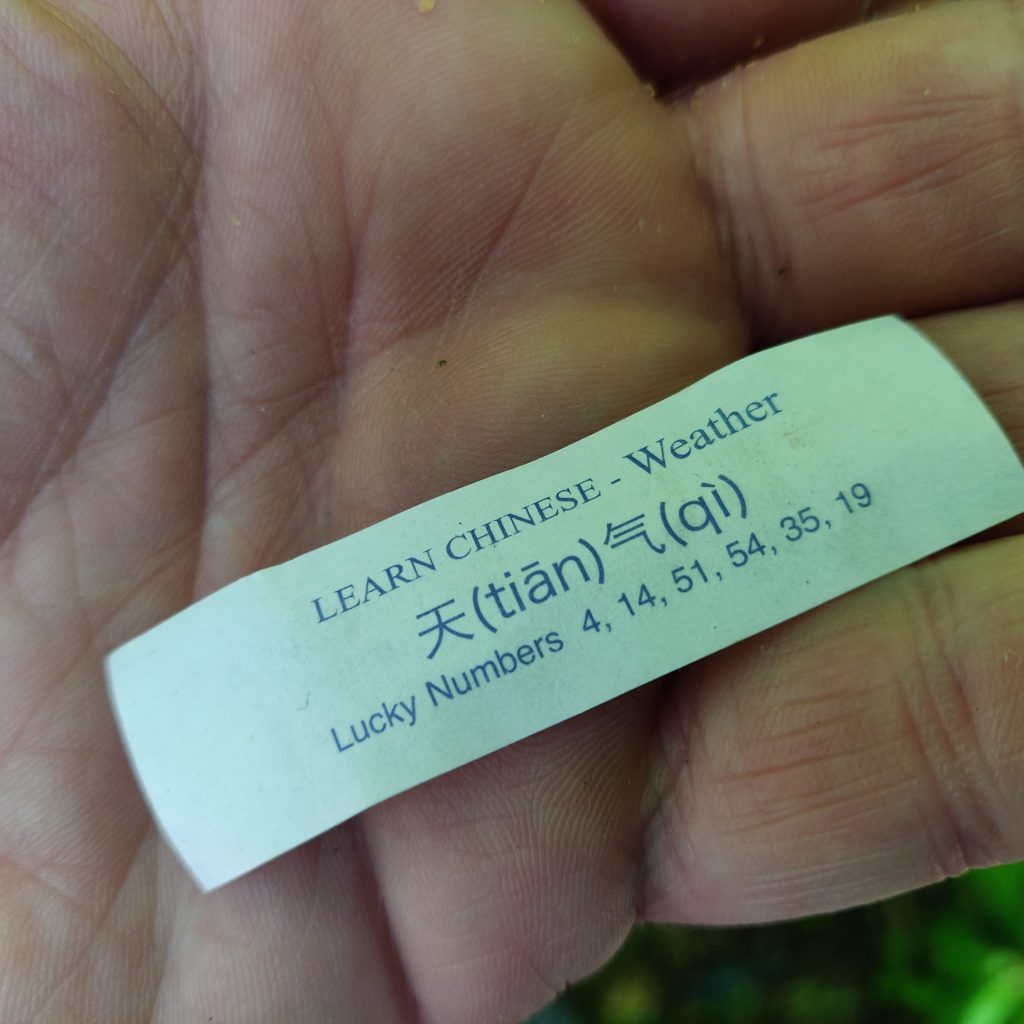 LEARN CHINESE - Weather
天(tiān)气(qì)
Lucky Numbers 4, 14, 51, 54, 35, 19